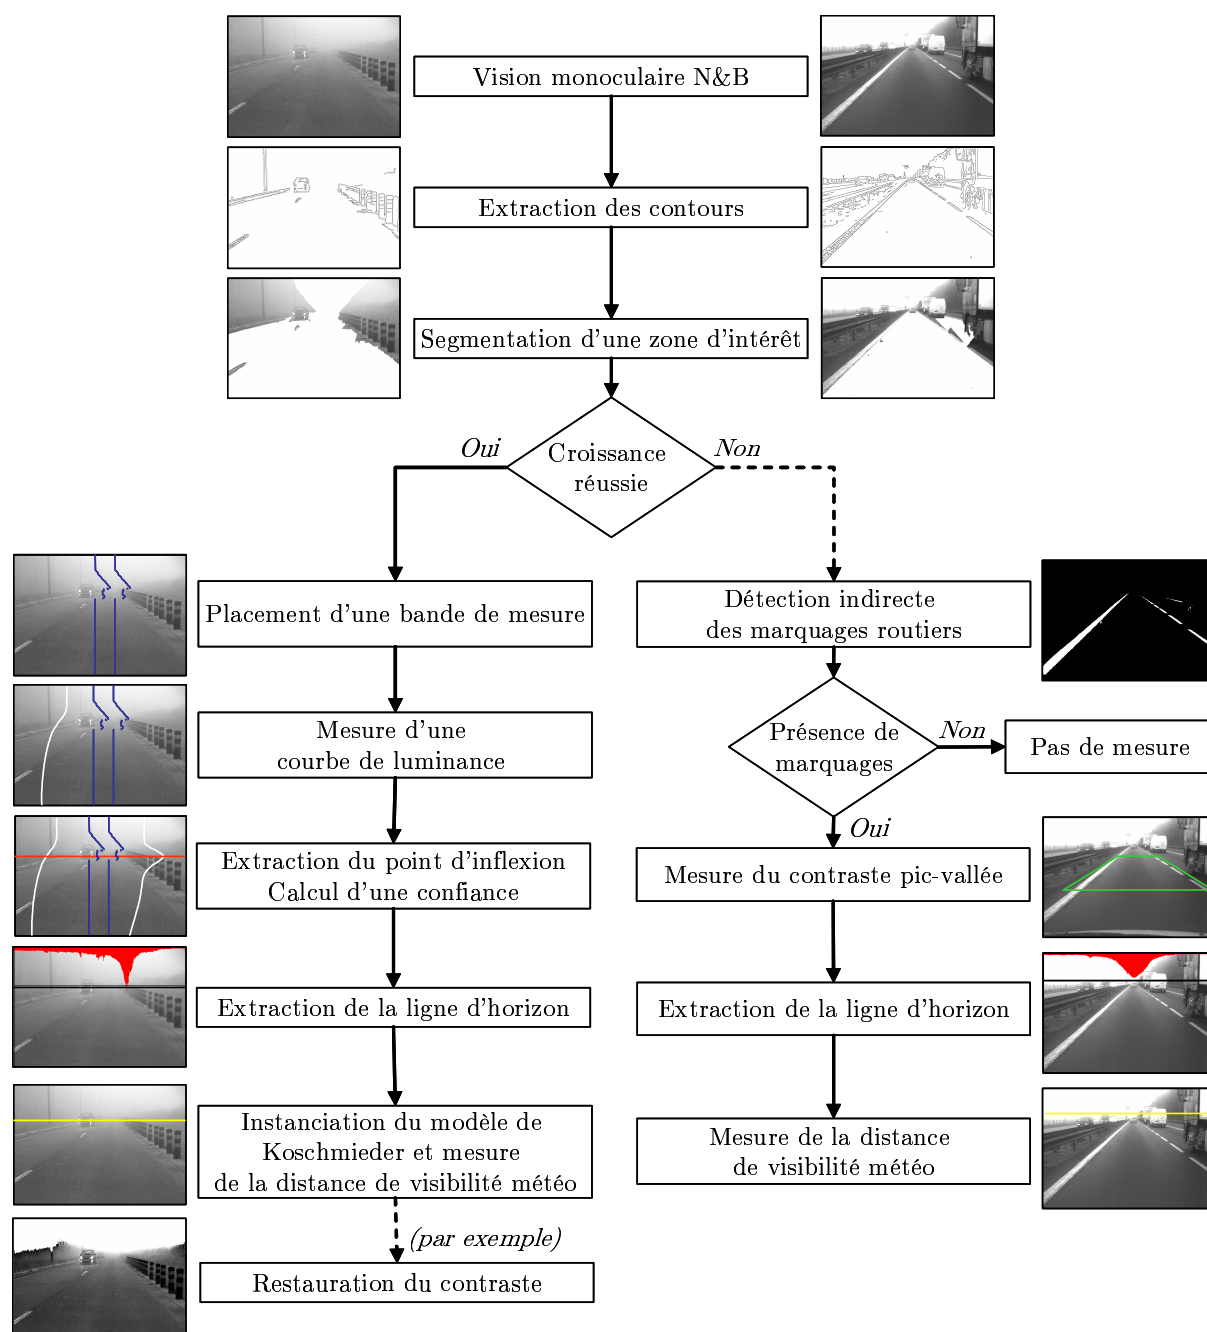 Vision monoculaire N&B
Extraction des contours
Segmentation d'une zone d'intérêt
Croissance
réussie
Oui
Non
Placement d'une bande de mesure
Mesure d'une
courbe de luminance
Extraction du point d'inflexion
Calcul d'une confiance
Extraction de la ligne d'horizon
Instanciation du modèle de
Koschmieder et mesure
de la distance de visibilité météo
(par exemple)
Restauration du contraste
Détection indirecte
des marquages routiers
Présence de
marquages
Non
Pas de mesure
Oui
Mesure du contraste pic-vallée
Extraction de la ligne d'horizon
Mesure de la distance
de visibilité météo